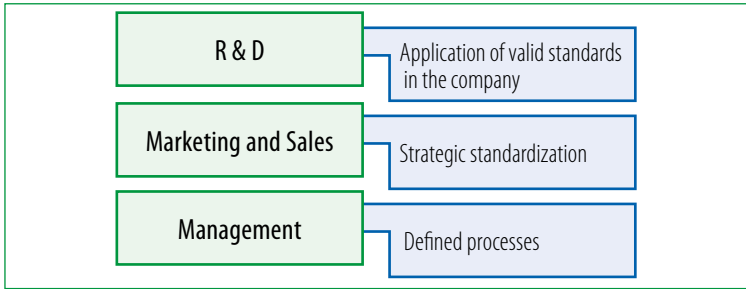 R & D
Application of valid standards
in the company
Marketing and Sales
Strategic standardization
Management
Defined processes